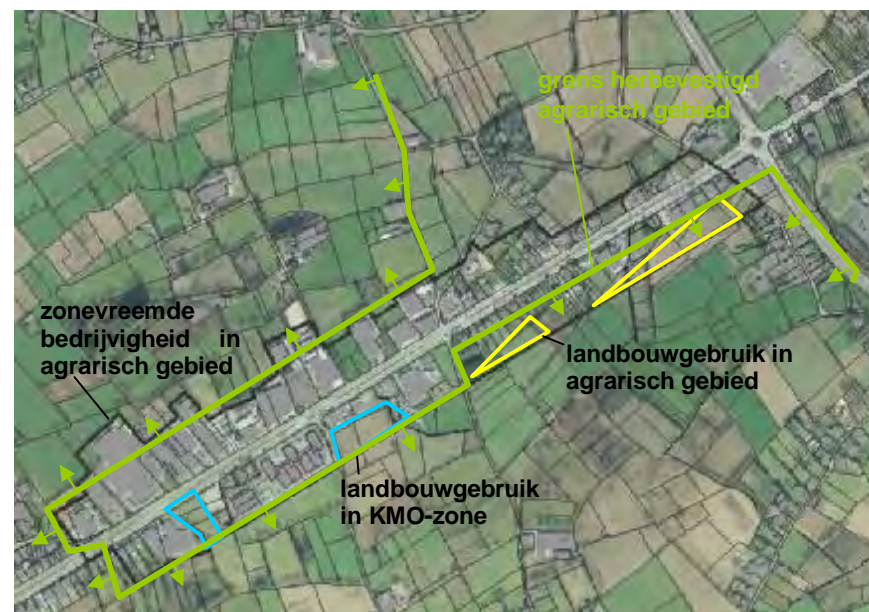 grens herbevestigd
agrarisch gebied
zonevreemde
bedrijvigheid in
agrarisch gebied
landbouwgebruik in
agrarisch gebied
landbouwgebruik
in KMO-zone